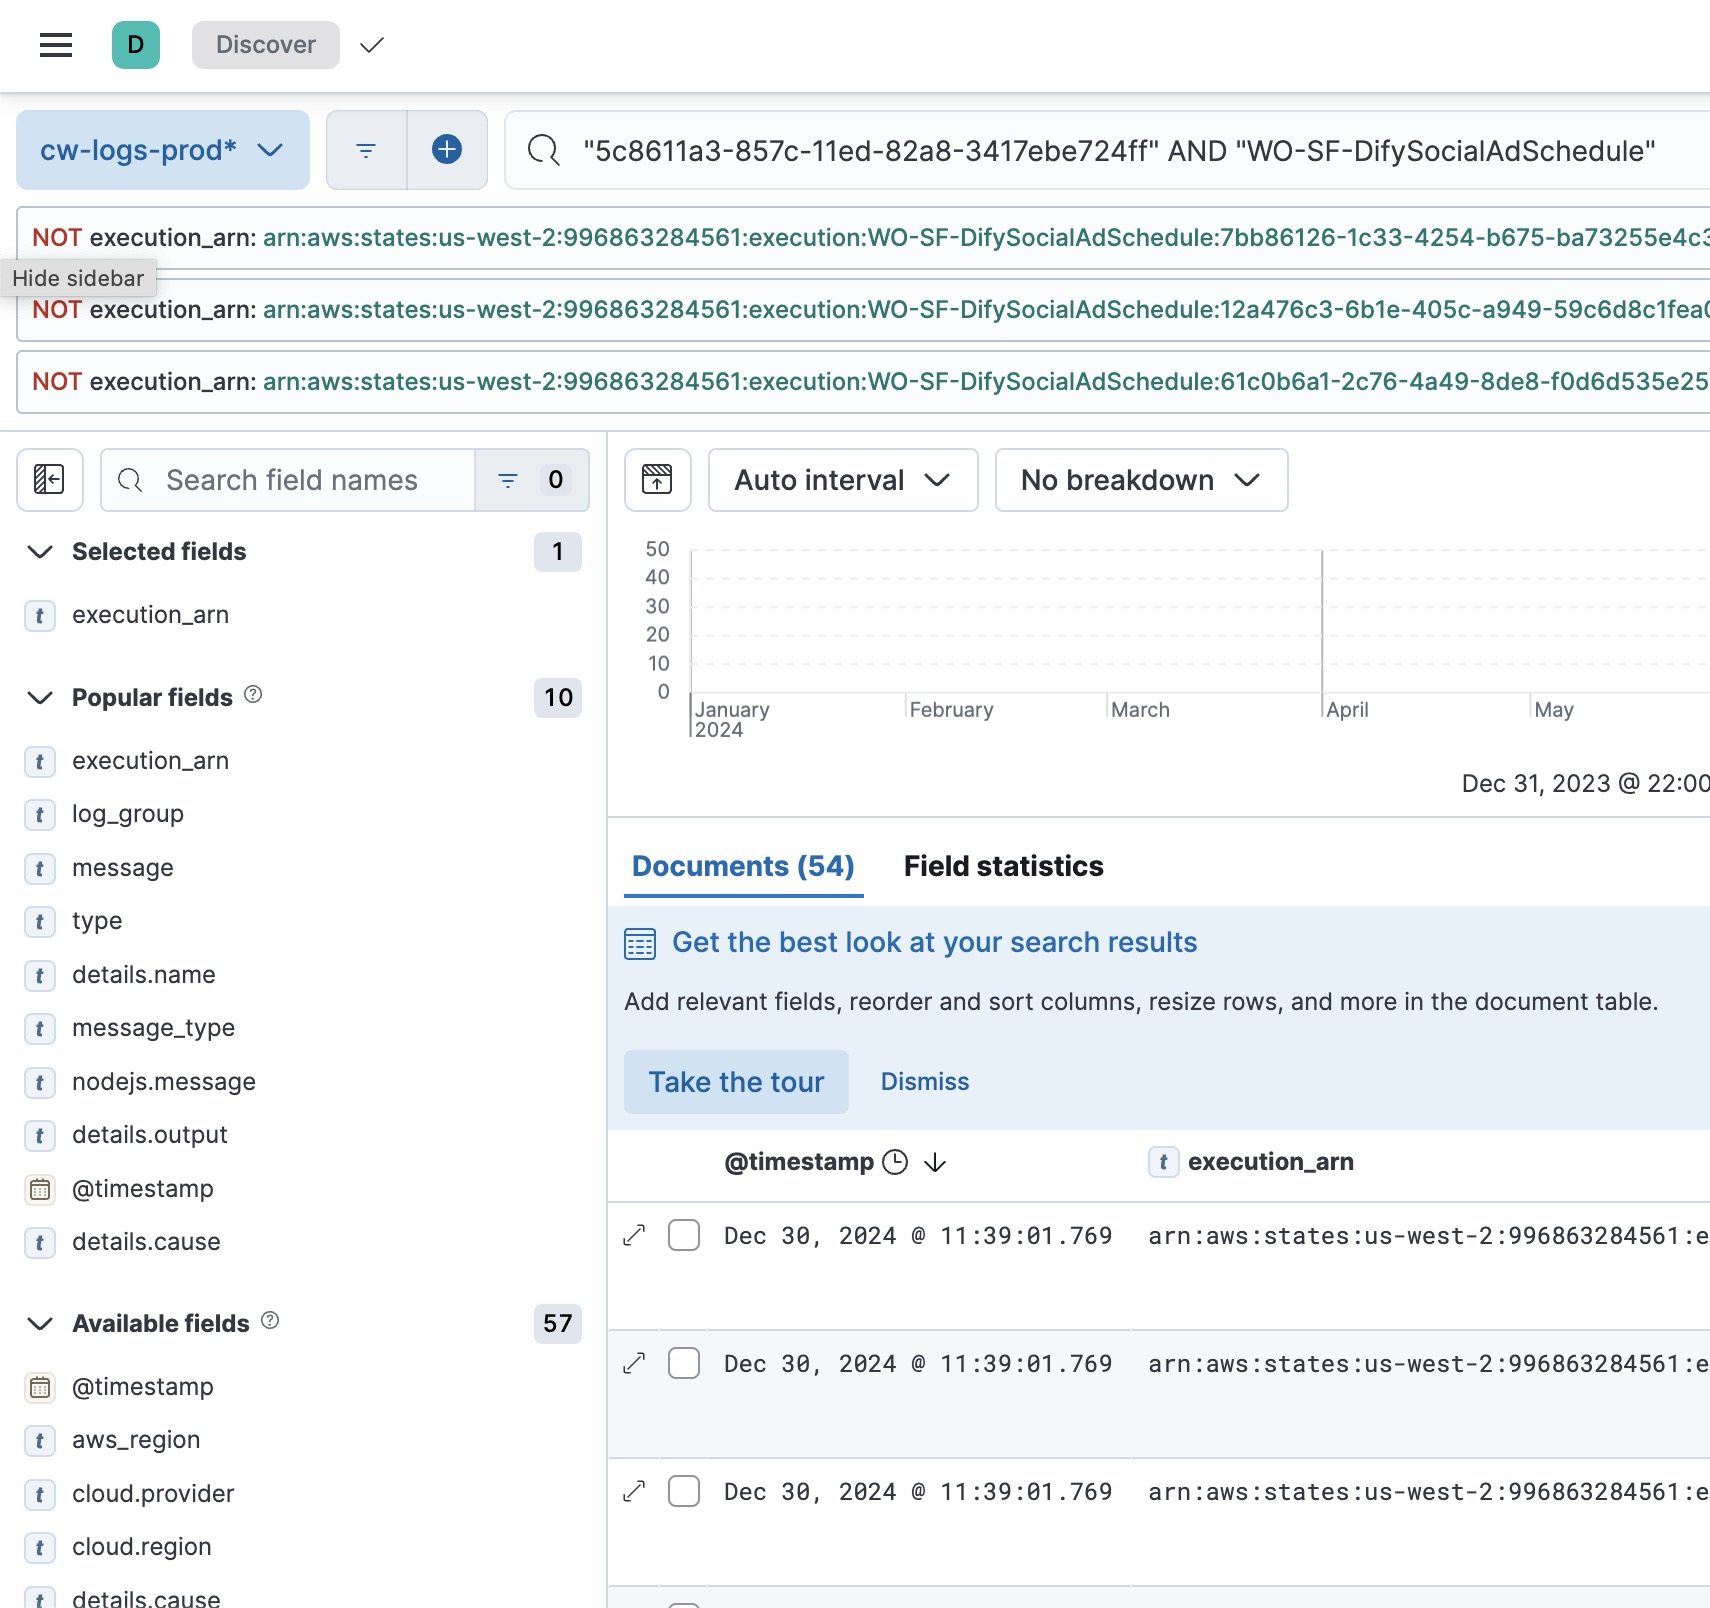 D Discover
cw-logs-prod*
"5c8611a3-857c-11ed-82a8-3417ebe724ff" AND "WO-SF-DifySocialAdSchedule"
NOT execution_arn: arn:aws:states:us-west-2:996863284561:execution:WO-SF-DifySocialAdSchedule:7bb86126-1c33-4254-b675-ba73255e4c3
Hide sidebar
NOT execution_arn: arn:aws:states:us-west-2:996863284561:execution:WO-SF-DifySocialAdSchedule:12a476c3-6b1e-405c-a949-59c6d8c1fea0
NOT execution_arn: arn:aws:states:us-west-2:996863284561:execution:WO-SF-DifySocialAdSchedule:61c0b6a1-2c76-4a49-8de8-f0d6d535e25
Search field names 0
Selected fields 1
t execution_arn
Popular fields 10
t execution_arn
t log_group
t message
t type
t details.name
t message_type
t nodejs.message
t details.output
@timestamp
t details.cause
Available fields 57
@timestamp
t aws_region
t cloud.provider
t cloud.region
t details.cause
Auto interval
No breakdown
50
40
30
20
10
0
January February March April May
2024
Dec 31, 2023 @ 22:00
Documents (54) Field statistics
Get the best look at your search results
Add relevant fields, reorder and sort columns, resize rows, and more in the document table.
Take the tour Dismiss
@timestamp t execution_arn
Dec 30, 2024 @ 11:39:01.769 arn:aws:states:us-west-2:996863284561:e
Dec 30, 2024 @ 11:39:01.769 arn:aws:states:us-west-2:996863284561:e
Dec 30, 2024 @ 11:39:01.769 arn:aws:states:us-west-2:996863284561:e